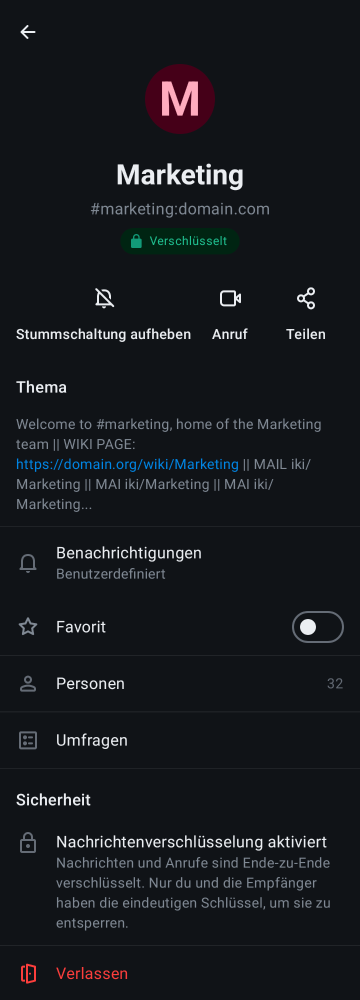 M
Marketing
#marketing:domain.com
Verschlüsselt
Stummschaltung aufheben Anruf Teilen
Thema
Welcome to #marketing, home of the Marketing
team || WIKI PAGE:
https://domain.org/wiki/Marketing || MAIL iki/
Marketing || MAI iki/Marketing || MAI iki/
Marketing...
Benachrichtigungen
Benutzerdefiniert
Favorit
Personen 32
Umfragen
Sicherheit
Nachrichtenverschlüsselung aktiviert
Nachrichten und Anrufe sind Ende-zu-Ende
verschlüsselt. Nur du und die Empfänger
haben die eindeutigen Schlüssel, um sie zu
entsperren.
Verlassen